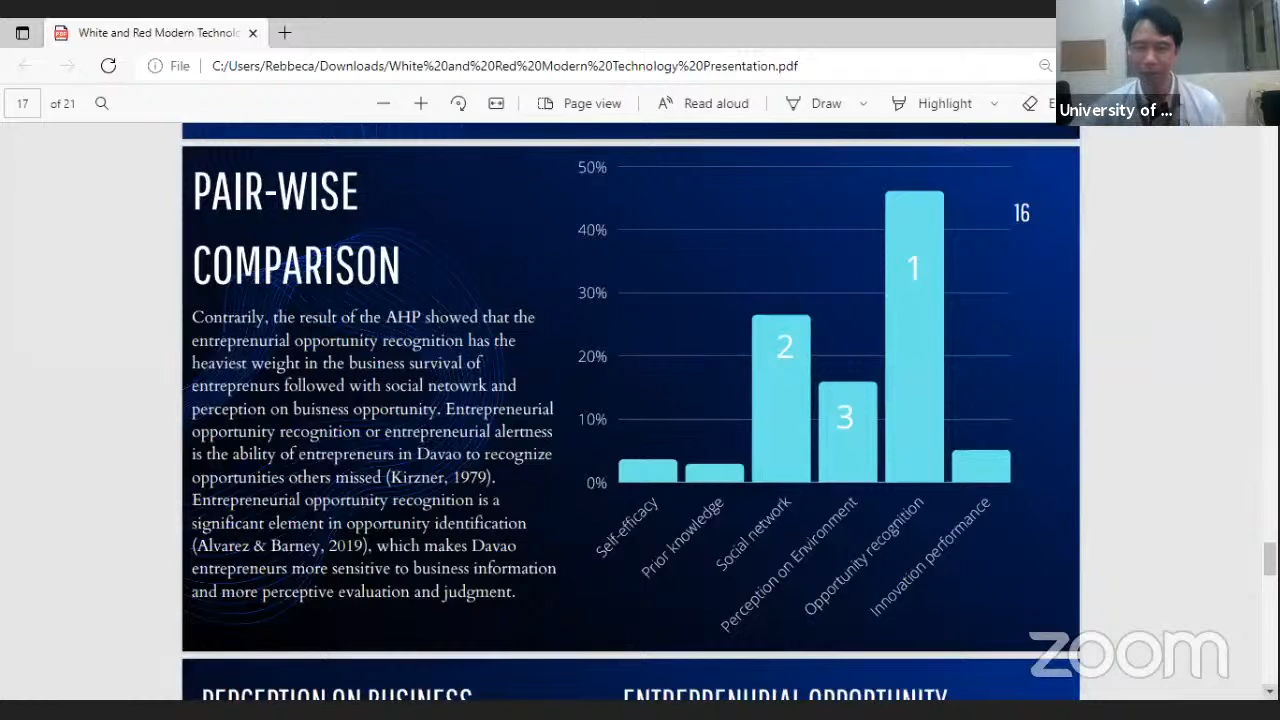 White and Red Modern Technolo
File
C:/Users/Rebbeca/Downloads/White%20and%20Red%20Modern%20Technology%20Presentation.pdf
17
of 21
Page view
Read aloud
Draw
Highlight
University of ...
PAIR-WISE
COMPARISON
Contrarily, the result of the AHP showed that the
entreprenurial opportunity recognition has the
heaviest weight in the business survival of
entreprenurs followed with social netowrk and
perception on buisness opportunity. Entrepreneurial
opportunity recognition or entrepreneurial alertness
is the ability of entrepreneurs in Davao to recognize
opportunities others missed (Kirzner, 1979).
Entrepreneurial opportunity recognition is a
significant element in opportunity identification
(Alvarez & Barney, 2019), which makes Davao
entrepreneurs more sensitive to business information
and more perceptive evaluation and judgment.
50%
40%
30%
20%
10%
0%
16
1
2
3
Self-efficacy
Prior knowledge
Social network
Perception on Environment
Opportunity recognition
Innovation performance
zoom
PERCEPTION ON BUSINESS
ENTREPRENURIAL OPPORTUNITY